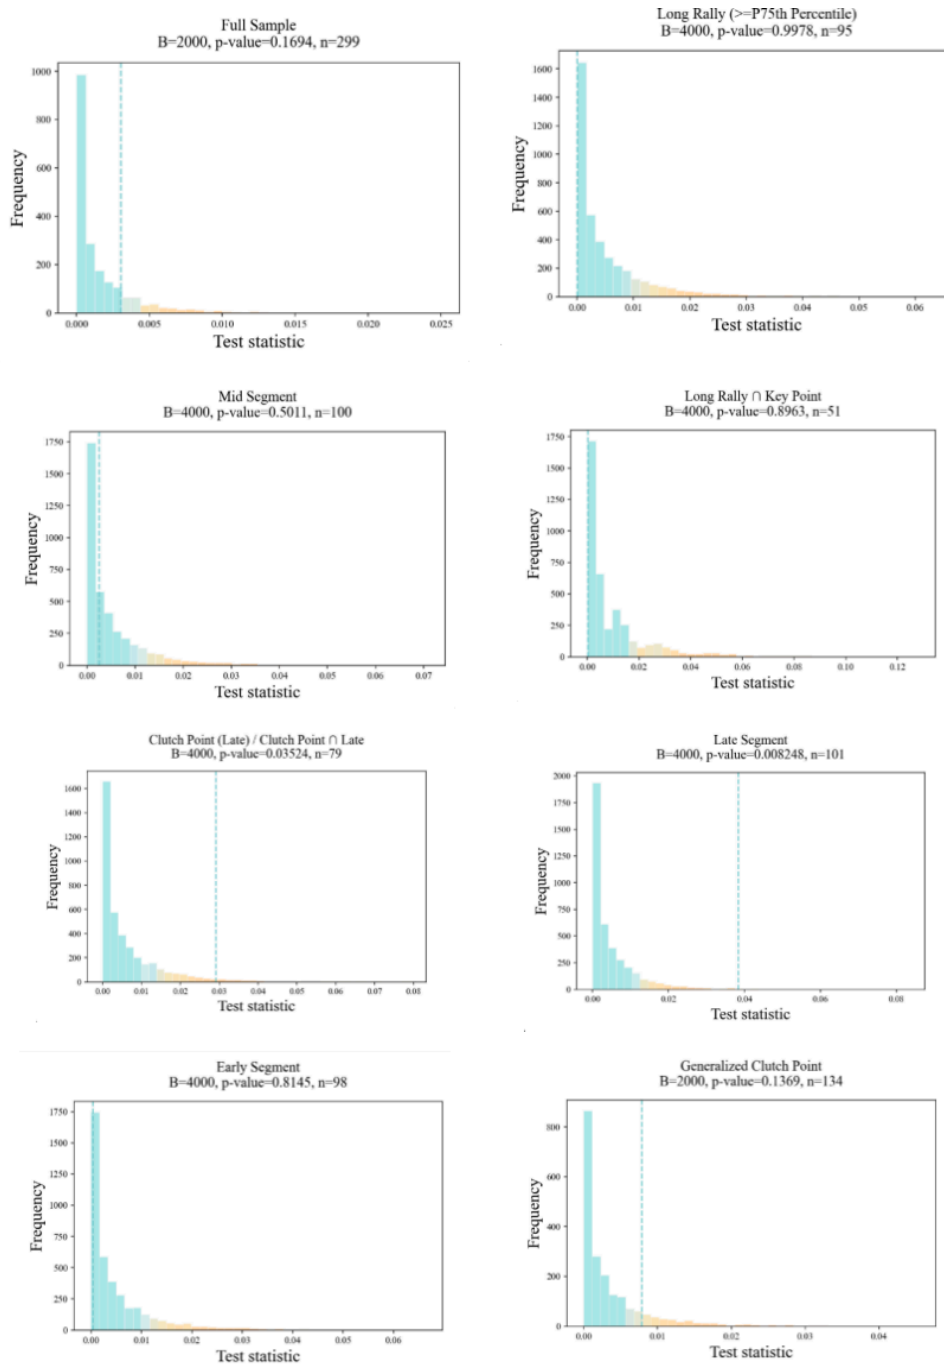 Full Sample
B=2000, p-value=0.1694, n=299
1000
800
600
400
200
0
Frequency
0.000 0.005 0.010 0.015 0.020 0.025
Test statistic
Long Rally (>=P75th Percentile)
B=4000, p-value=0.9978, n=95
1600
1400
1200
1000
800
600
400
200
0
Frequency
0.00 0.01 0.02 0.03 0.04 0.05 0.06
Test statistic
Mid Segment
B=4000, p-value=0.5011, n=100
1750
1500
1250
1000
750
500
250
0
Frequency
0.00 0.01 0.02 0.03 0.04 0.05 0.06 0.07
Test statistic
Long Rally ∩ Key Point
B=4000, p-value=0.8963, n=51
1750
1500
1250
1000
750
500
250
0
Frequency
0.00 0.02 0.04 0.06 0.08 0.10 0.12
Test statistic
Clutch Point (Late) / Clutch Point ∩ Late
B=4000, p-value=0.03524, n=79
1600
1400
1200
1000
800
600
400
200
0
Frequency
0.00 0.01 0.02 0.03 0.04 0.05 0.06 0.07 0.08
Test statistic
Late Segment
B=4000, p-value=0.008248, n=101
2000
1750
1500
1250
1000
750
500
250
0
Frequency
0.00 0.02 0.04 0.06 0.08
Test statistic
Early Segment
B=4000, p-value=0.8145, n=98
1750
1500
1250
1000
750
500
250
0
Frequency
0.00 0.01 0.02 0.03 0.04 0.05 0.06
Test statistic
Generalized Clutch Point
B=2000, p-value=0.1369, n=134
800
600
400
200
0
Frequency
0.00 0.01 0.02 0.03 0.04
Test statistic